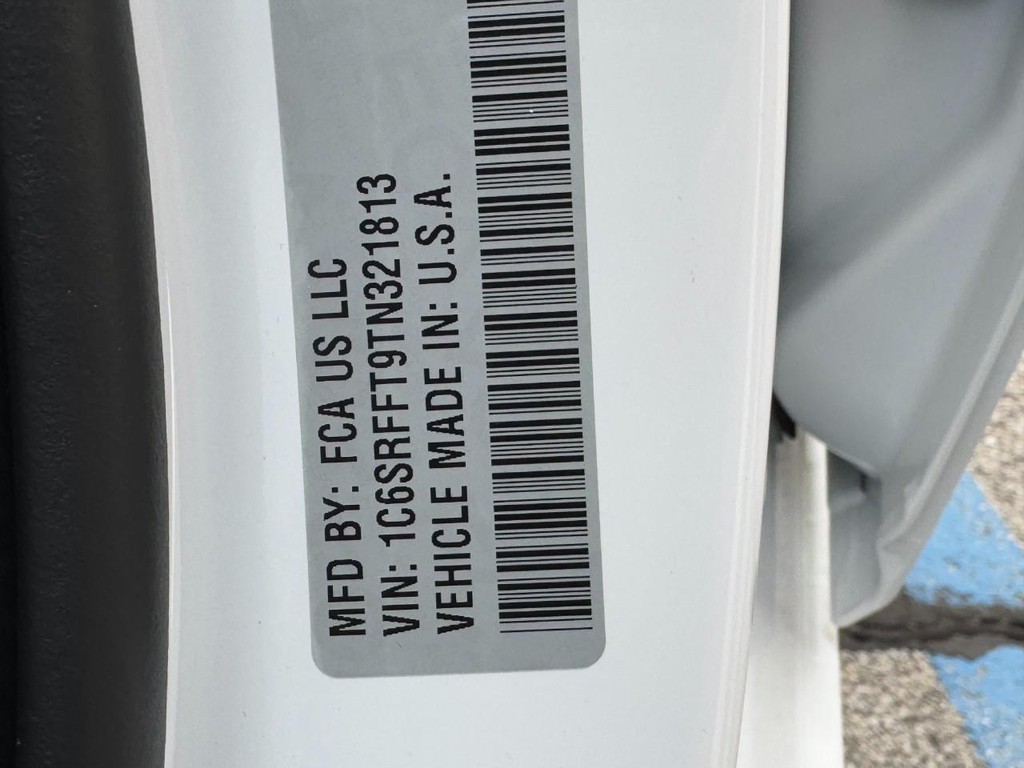 MFD BY: FCA US LLC
VIN: 1C6SRFFT9TN321813
VEHICLE MADE IN: U.S.A.